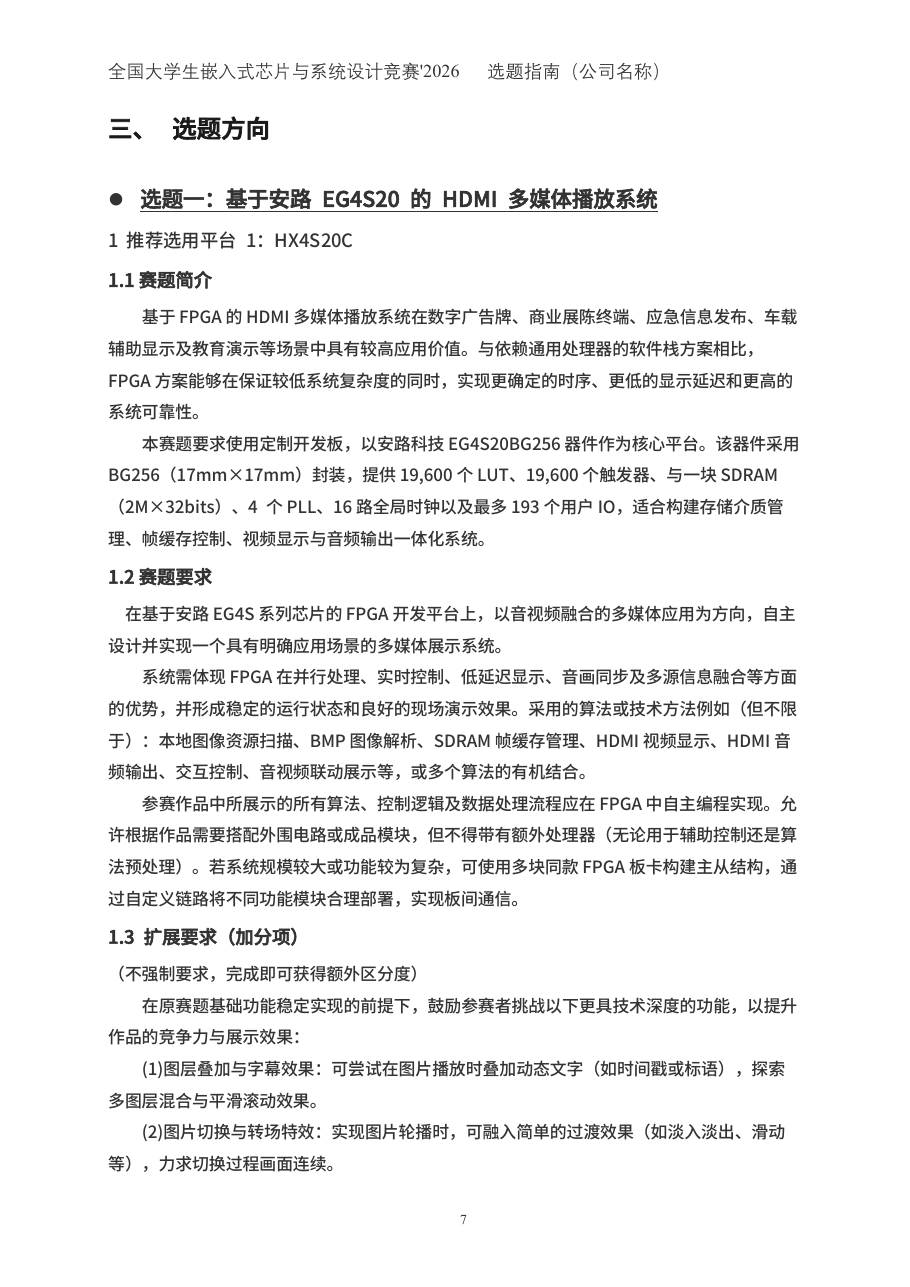 全国大学生嵌入式芯片与系统设计竞赛'2026 选题指南（公司名称）
三、 选题方向
● 选题一：基于安路 EG4S20 的 HDMI 多媒体播放系统
1 推荐选用平台 1：HX4S20C
1.1 赛题简介
基于 FPGA 的 HDMI 多媒体播放系统在数字广告牌、商业展陈终端、应急信息发布、车载
辅助显示及教育演示等场景中具有较高应用价值。与依赖通用处理器的软件栈方案相比，
FPGA 方案能够在保证较低系统复杂度的同时，实现更确定的时序、更低的显示延迟和更高的
系统可靠性。
本赛题要求使用定制开发板，以安路科技 EG4S20BG256 器件作为核心平台。该器件采用
BG256（17mm×17mm）封装，提供 19,600 个 LUT、19,600 个触发器、与一块 SDRAM
（2M×32bits）、4 个 PLL、16 路全局时钟以及最多 193 个用户 IO，适合构建存储介质管
理、帧缓存控制、视频显示与音频输出一体化系统。
1.2 赛题要求
在基于安路 EG4S 系列芯片的 FPGA 开发平台上，以音视频融合的多媒体应用为方向，自主
设计并实现一个具有明确应用场景的多媒体展示系统。
系统需体现 FPGA 在并行处理、实时控制、低延迟显示、音画同步及多源信息融合等方面
的优势，并形成稳定的运行状态和良好的现场演示效果。采用的算法或技术方法例如（但不限
于）：本地图像资源扫描、BMP 图像解析、SDRAM 帧缓存管理、HDMI 视频显示、HDMI 音
频输出、交互控制、音视频联动展示等，或多个算法的有机结合。
参赛作品中所展示的所有算法、控制逻辑及数据处理流程应在 FPGA 中自主编程实现。允
许根据作品需要搭配外围电路或成品模块，但不得带有额外处理器（无论用于辅助控制还是算
法预处理）。若系统规模较大或功能较为复杂，可使用多块同款 FPGA 板卡构建主从结构，通
过自定义链路将不同功能模块合理部署，实现板间通信。
1.3 扩展要求（加分项）
（不强制要求，完成即可获得额外区分度）
在原赛题基础功能稳定实现的前提下，鼓励参赛者挑战以下更具技术深度的功能，以提升
作品的竞争力与展示效果：
(1)图层叠加与字幕效果：可尝试在图片播放时叠加动态文字（如时间戳或标语），探索
多图层混合与平滑滚动效果。
(2)图片切换与转场特效：实现图片轮播时，可融入简单的过渡效果（如淡入淡出、滑动
等），力求切换过程画面连续。
7